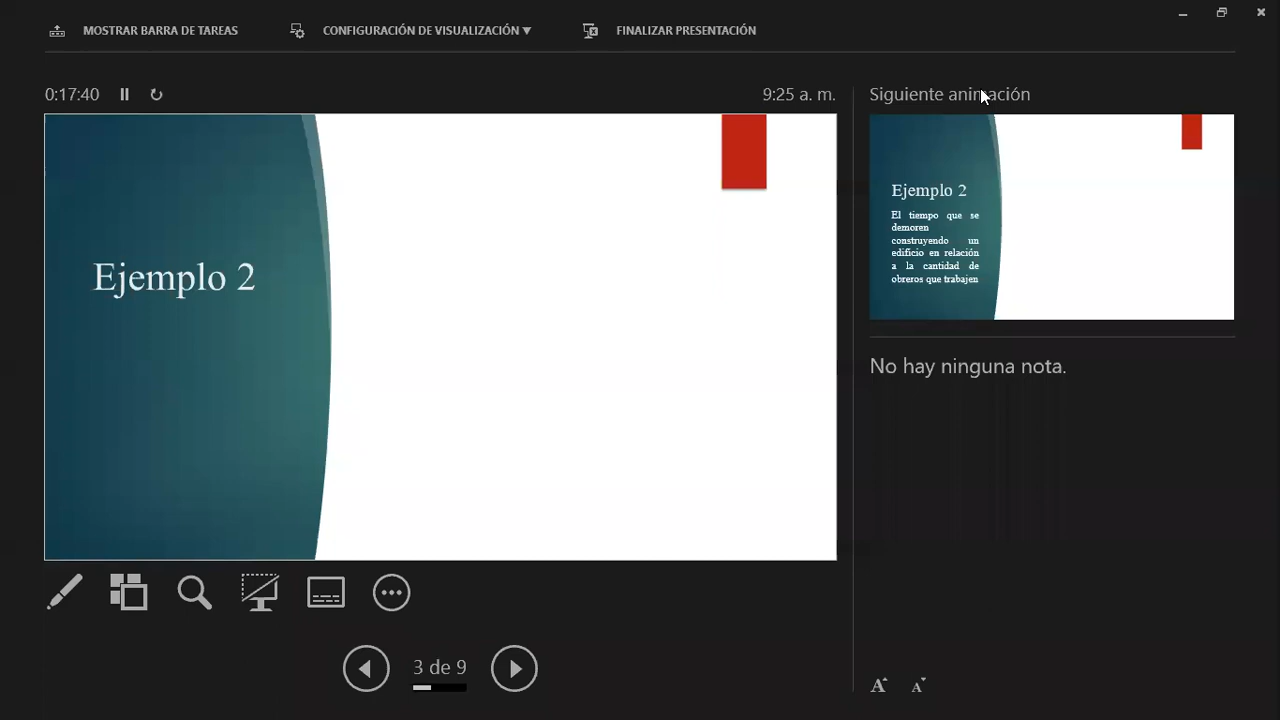 MOSTRAR BARRA DE TAREAS
CONFIGURACIÓN DE VISUALIZACIÓN ▼
FINALIZAR PRESENTACIÓN
0:17:40
9:25 a. m.
Siguiente animación
Ejemplo 2
Ejemplo 2
El tiempo que se
demoren
construyendo un
edificio en relación
a la cantidad de
obreros que trabajen
No hay ninguna nota.
3 de 9
A A